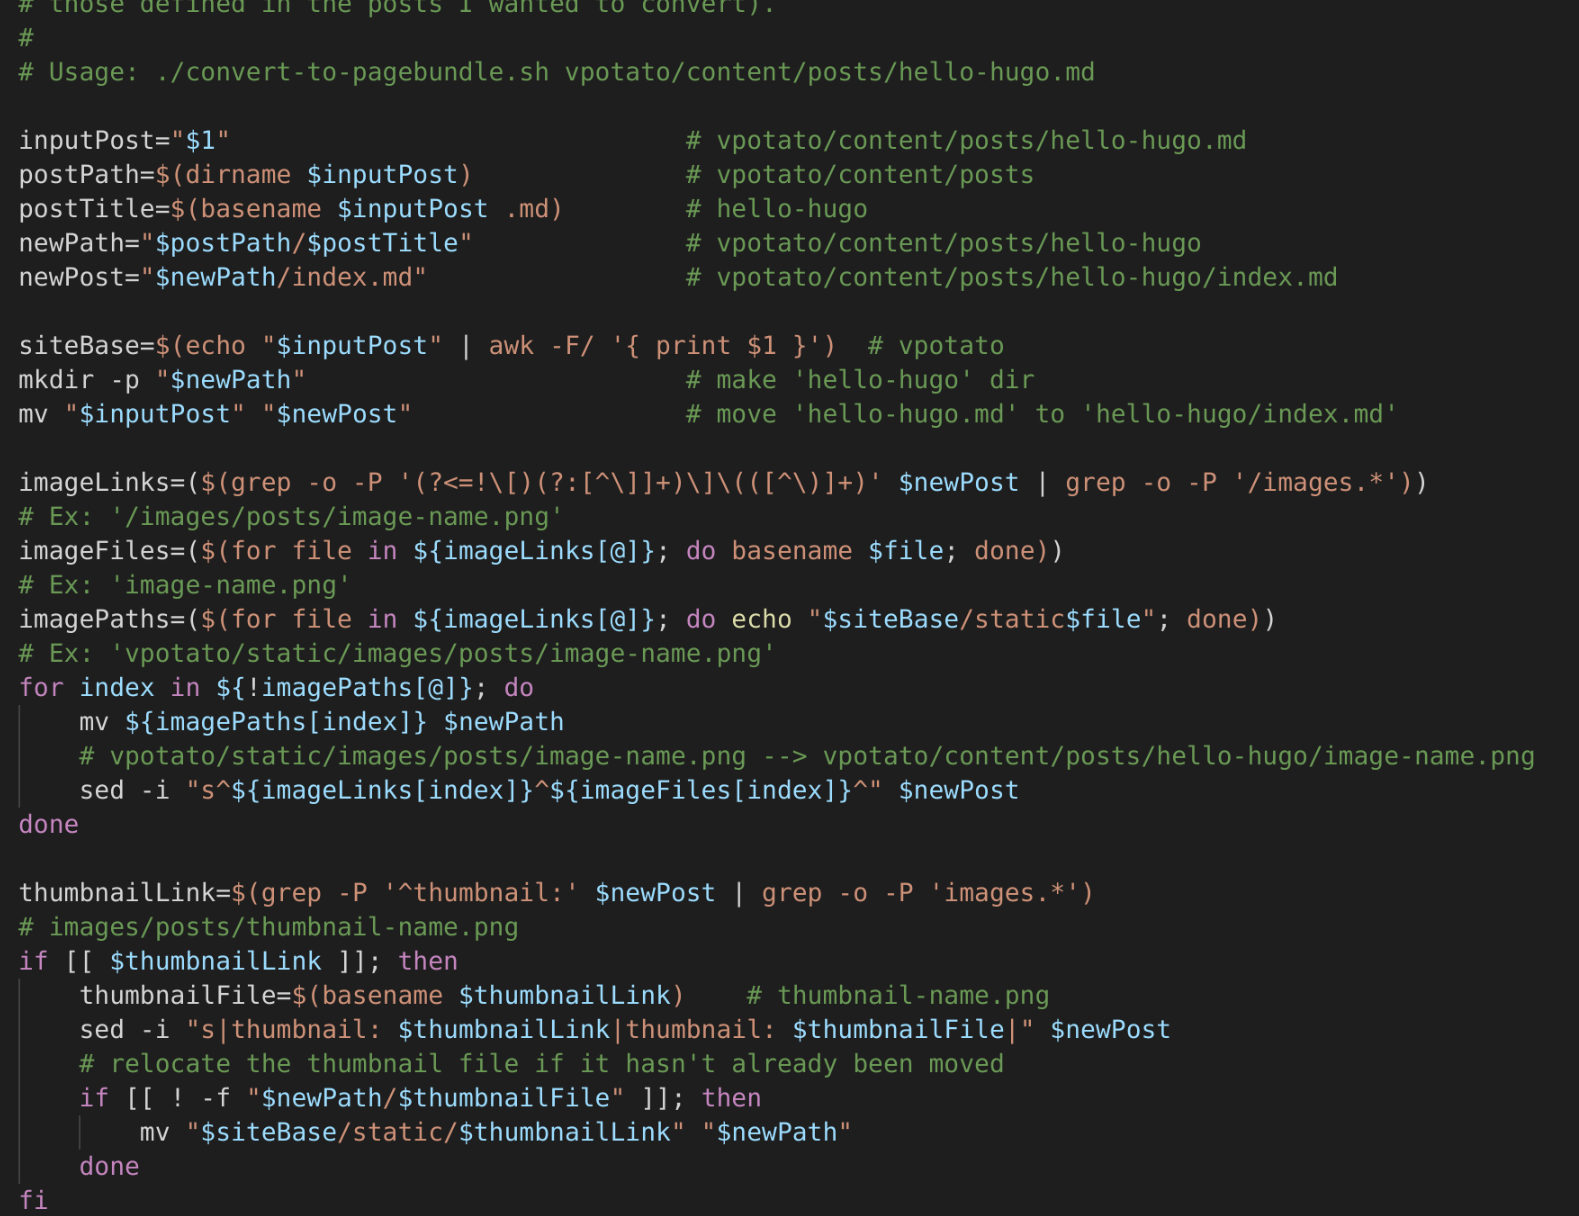 # those defined in the posts I wanted to convert).
#
# Usage: ./convert-to-pagebundle.sh vpotato/content/posts/hello-hugo.md

inputPost="$1"                              # vpotato/content/posts/hello-hugo.md
postPath=$(dirname $inputPost)              # vpotato/content/posts
postTitle=$(basename $inputPost .md)        # hello-hugo
newPath="$postPath/$postTitle"              # vpotato/content/posts/hello-hugo
newPost="$newPath/index.md"                 # vpotato/content/posts/hello-hugo/index.md

siteBase=$(echo "$inputPost" | awk -F/ '{ print $1 }')  # vpotato
mkdir -p "$newPath"                         # make 'hello-hugo' dir
mv "$inputPost" "$newPost"                  # move 'hello-hugo.md' to 'hello-hugo/index.md'

imageLinks=($(grep -o -P '(?<=!\[)(?:[^\]]+)\]\(([^\)]+)' $newPost | grep -o -P '/images.*'))
# Ex: '/images/posts/image-name.png'
imageFiles=($(for file in ${imageLinks[@]}; do basename $file; done))
# Ex: 'image-name.png'
imagePaths=($(for file in ${imageLinks[@]}; do echo "$siteBase/static$file"; done))
# Ex: 'vpotato/static/images/posts/image-name.png'
for index in ${!imagePaths[@]}; do
    mv ${imagePaths[index]} $newPath
    # vpotato/static/images/posts/image-name.png --> vpotato/content/posts/hello-hugo/image-name.png
    sed -i "s^${imageLinks[index]}^${imageFiles[index]}^" $newPost
done

thumbnailLink=$(grep -P '^thumbnail:' $newPost | grep -o -P 'images.*')
# images/posts/thumbnail-name.png
if [[ $thumbnailLink ]]; then
    thumbnailFile=$(basename $thumbnailLink)    # thumbnail-name.png
    sed -i "s|thumbnail: $thumbnailLink|thumbnail: $thumbnailFile|" $newPost
    # relocate the thumbnail file if it hasn't already been moved
    if [[ ! -f "$newPath/$thumbnailFile" ]]; then
        mv "$siteBase/static/$thumbnailLink" "$newPath"
    done
fi